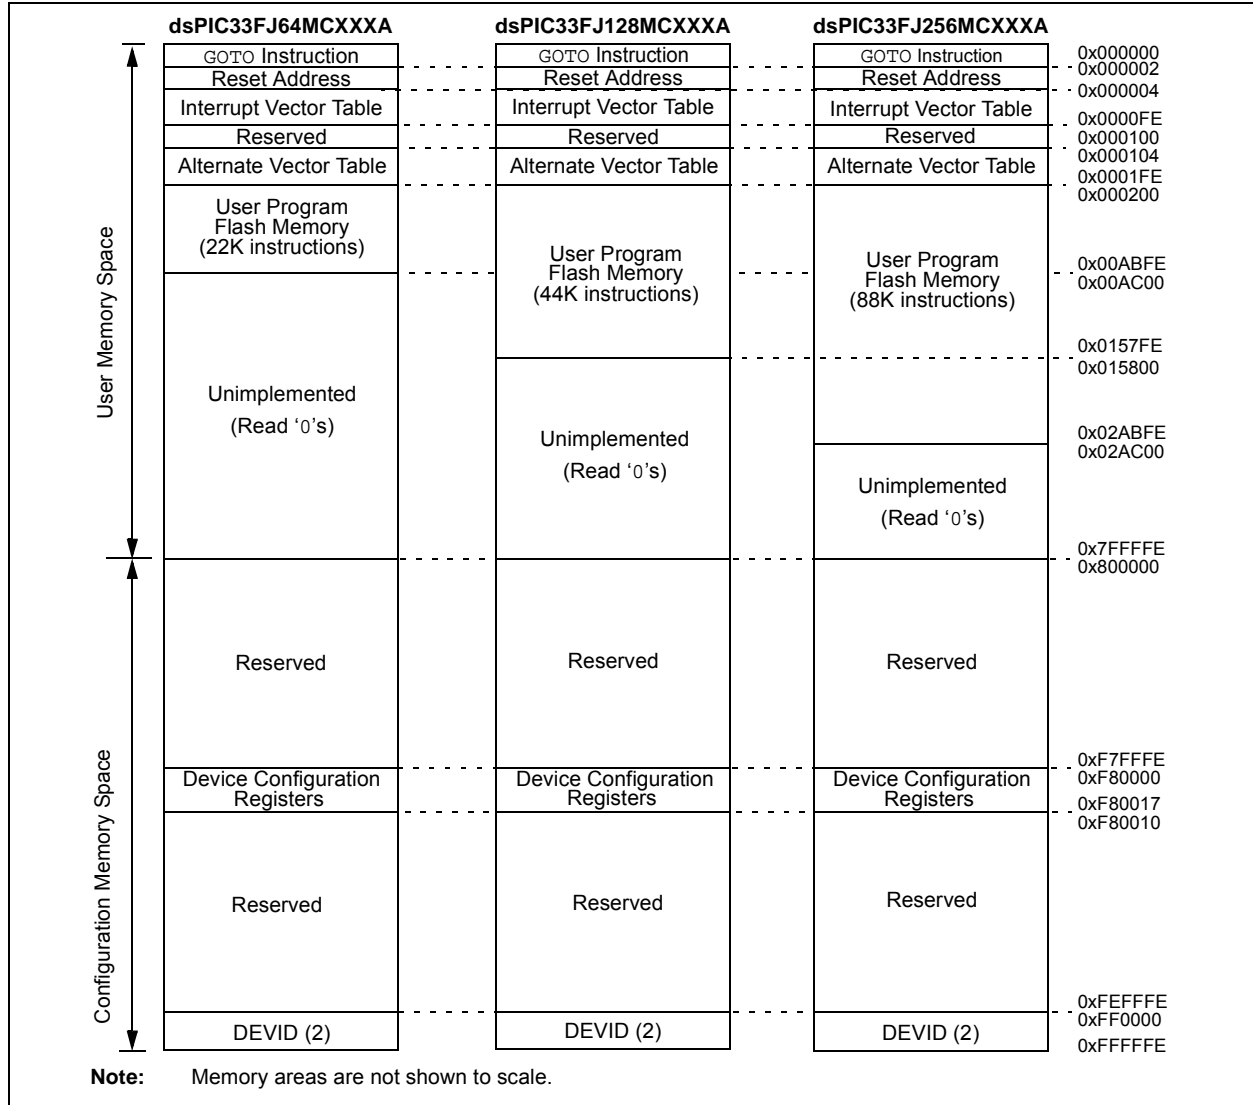 dsPIC33FJ64MCXXXA
dsPIC33FJ128MCXXXA
dsPIC33FJ256MCXXXA
User Memory Space
Configuration Memory Space
GOTO Instruction
Reset Address
Interrupt Vector Table
Reserved
Alternate Vector Table
User Program
Flash Memory
(22K instructions)
Unimplemented
(Read ‘0’s)
Reserved
Device Configuration
Registers
Reserved
DEVID (2)
GOTO Instruction
Reset Address
Interrupt Vector Table
Reserved
Alternate Vector Table
User Program
Flash Memory
(44K instructions)
Unimplemented
(Read ‘0’s)
Reserved
Device Configuration
Registers
Reserved
DEVID (2)
GOTO Instruction
Reset Address
Interrupt Vector Table
Reserved
Alternate Vector Table
User Program
Flash Memory
(88K instructions)
Unimplemented
(Read ‘0’s)
Reserved
Device Configuration
Registers
Reserved
DEVID (2)
0x000000
0x000002
0x000004
0x0000FE
0x000100
0x000104
0x0001FE
0x000200
0x00ABFE
0x00AC00
0x0157FE
0x015800
0x02ABFE
0x02AC00
0x7FFFFE
0x800000
0xF7FFFE
0xF80000
0xF80017
0xF80010
0xFEFFFE
0xFF0000
0xFFFFFE
Note: Memory areas are not shown to scale.